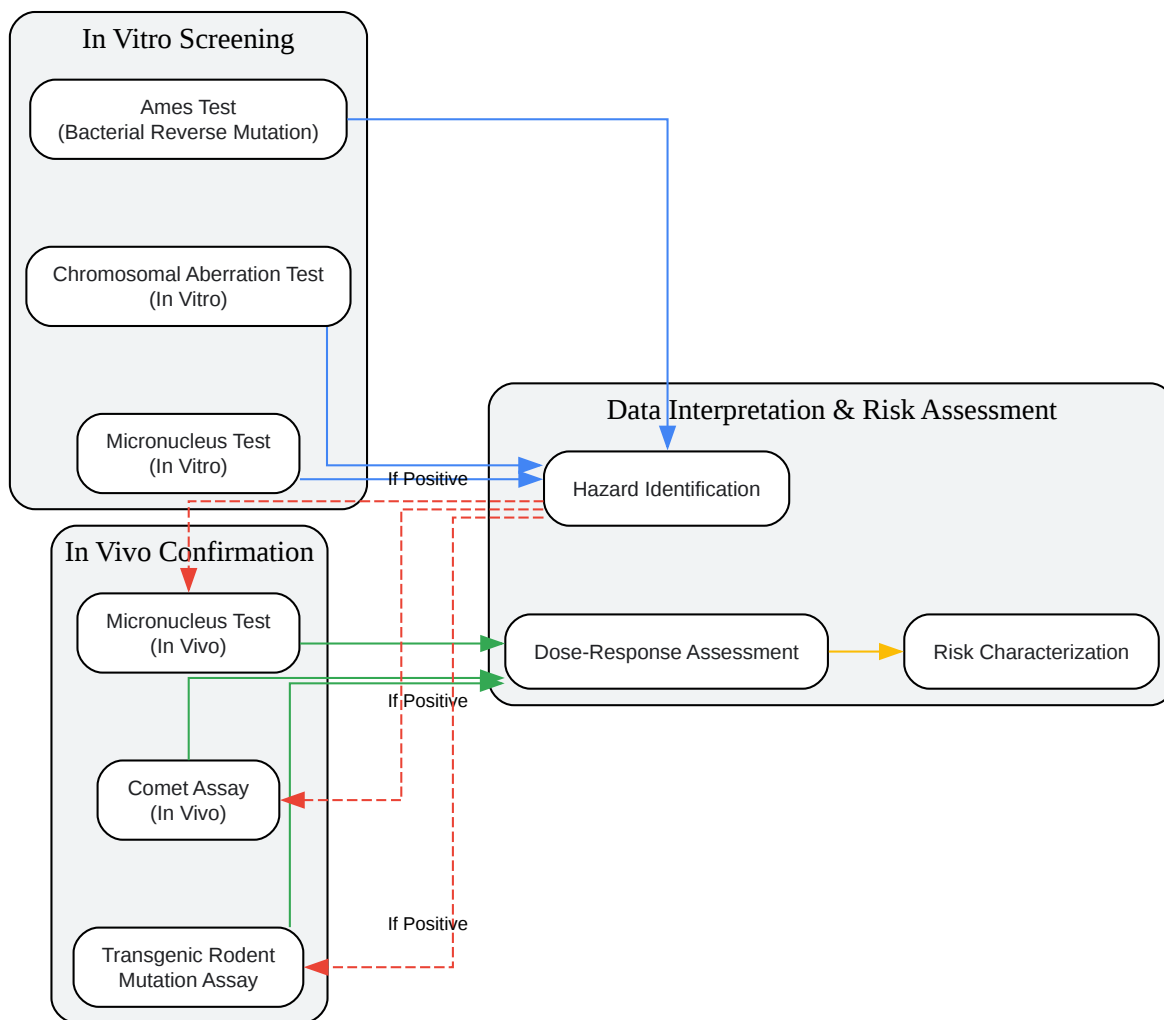 In Vitro Screening
Ames Test
(Bacterial Reverse Mutation)
Chromosomal Aberration Test
(In Vitro)
Micronucleus Test
(In Vitro)
Data Interpretation & Risk Assessment
If Positive
Hazard Identification
In Vivo Confirmation
Micronucleus Test
(In Vivo)
Dose-Response Assessment
Risk Characterization
If Positive
Comet Assay
(In Vivo)
If Positive
Transgenic Rodent
Mutation Assay